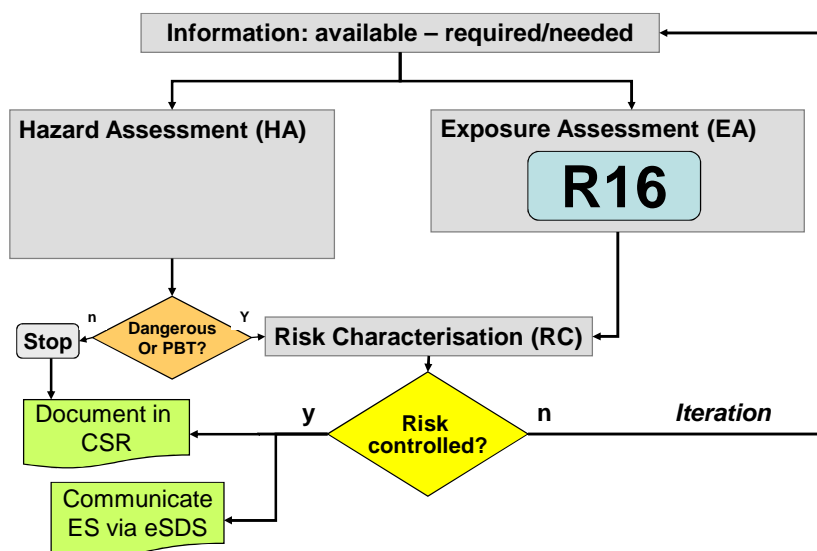 Information: available – required/needed
Hazard Assessment (HA)
Exposure Assessment (EA)
R16
n
Y
Dangerous
Or PBT?
Stop
Risk Characterisation (RC)
Document in
CSR
y
Risk
controlled?
n
Iteration
Communicate
ES via eSDS